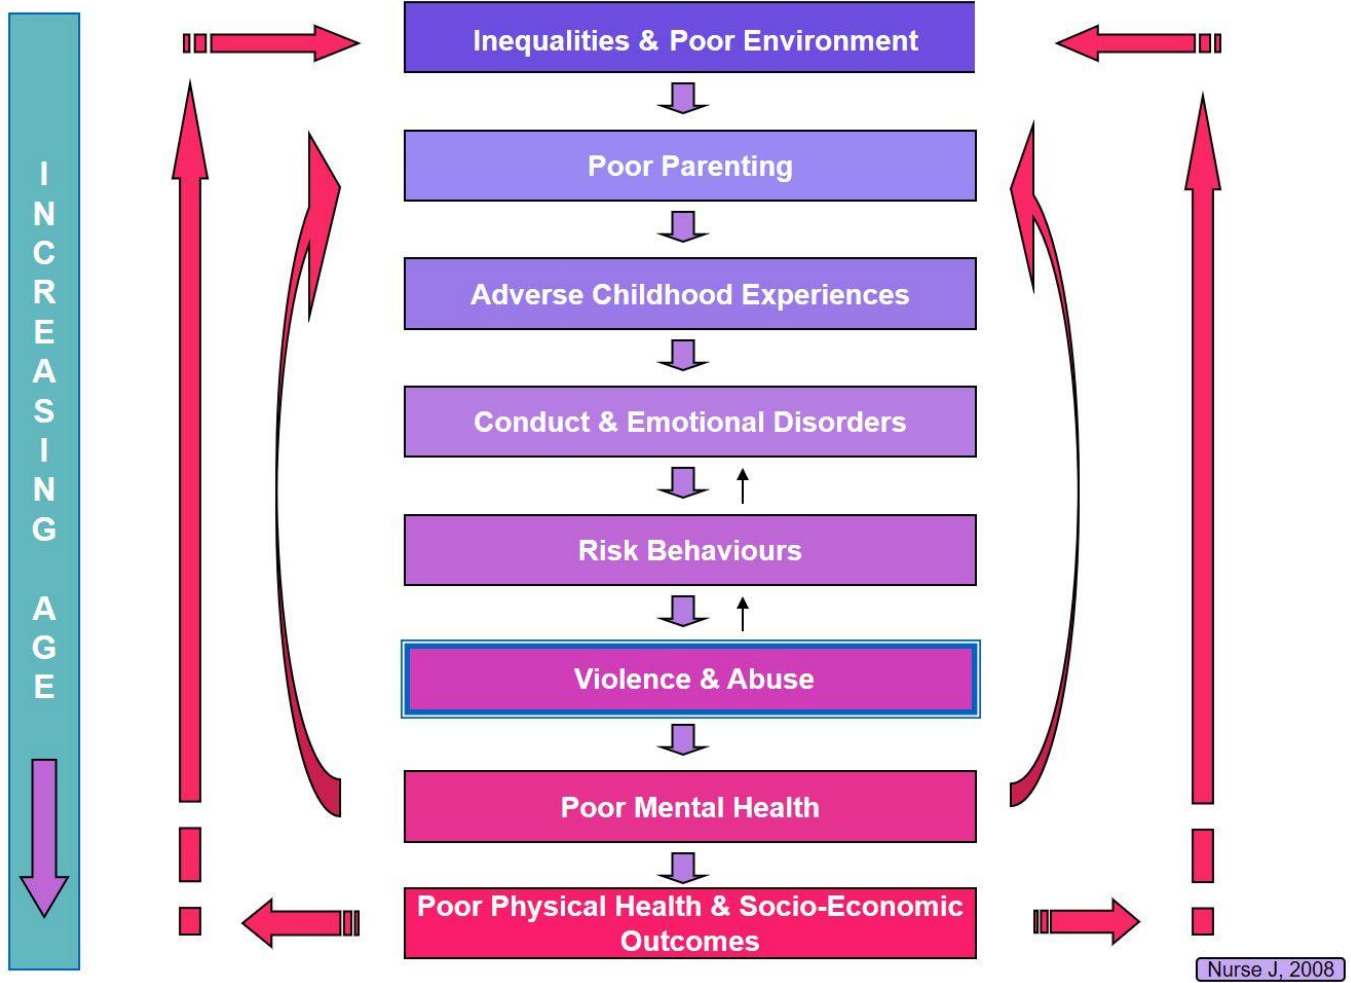 INCREASING AGE
Inequalities & Poor Environment
Poor Parenting
Adverse Childhood Experiences
Conduct & Emotional Disorders
Risk Behaviours
Violence & Abuse
Poor Mental Health
Poor Physical Health & Socio-Economic
Outcomes
Nurse J, 2008